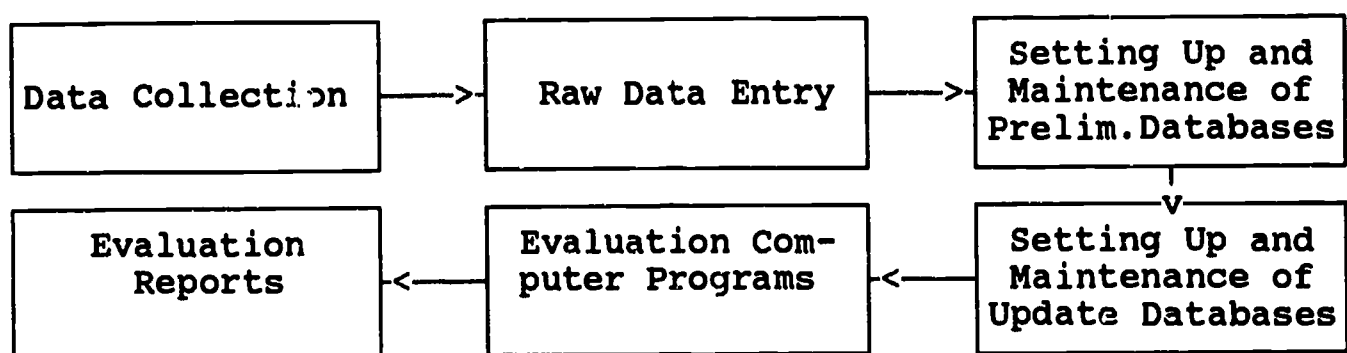 Data Collection
Raw Data Entry
Setting Up and
Maintenance of
Prelim.Databases
Evaluation
Reports
Evaluation Com-
puter Programs
Setting Up and
Maintenance of
Update Databases